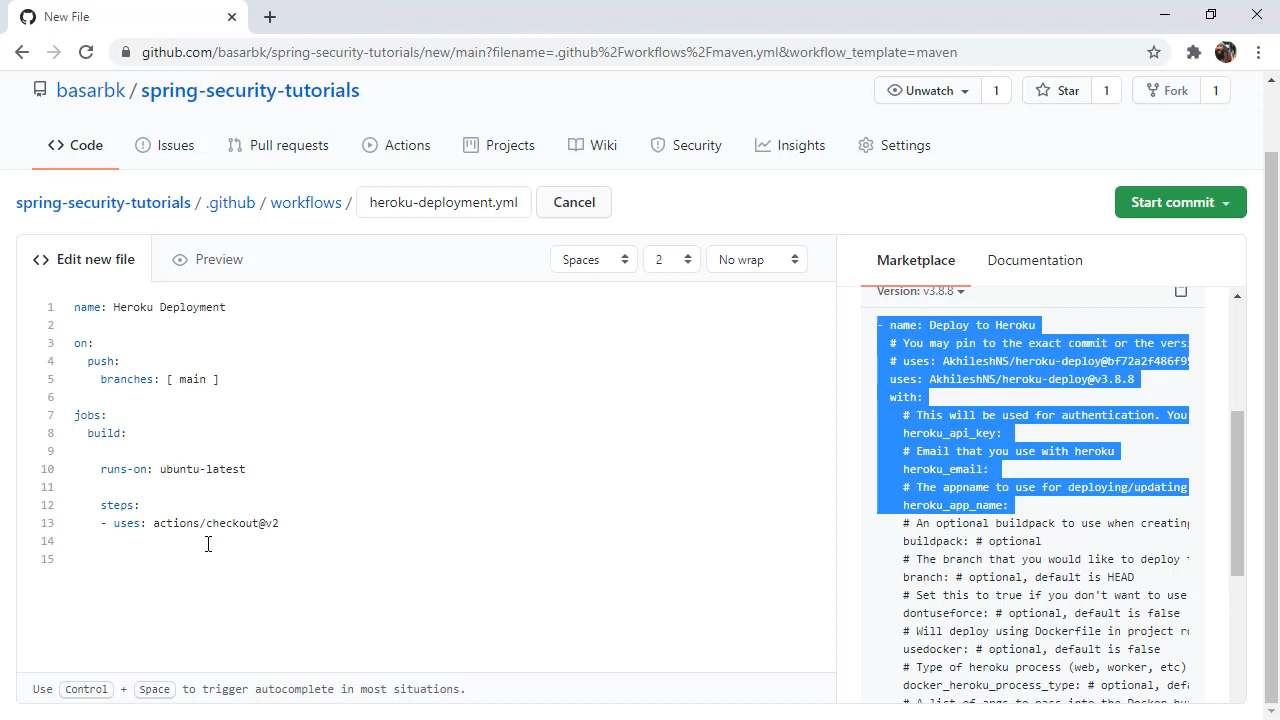 New File
github.com/basarbk/spring-security-tutorials/new/main?filename=.github%2Fworkflows%2Fmaven.yml&workflow_template=maven
basarbk / spring-security-tutorials
Unwatch 1 Star 1 Fork 1
Code Issues Pull requests Actions Projects Wiki Security Insights Settings
spring-security-tutorials / .github / workflows / heroku-deployment.yml Cancel Start commit
Edit new file Preview Spaces 2 No wrap
Marketplace Documentation
1 name: Heroku Deployment
2
3 on:
4 push:
5 branches: [ main ]
6
7 jobs:
8 build:
9
10 runs-on: ubuntu-latest
11
12 steps:
13 - uses: actions/checkout@v2
14
15
Use Control + Space to trigger autocomplete in most situations.
Version: v3.8.8
- name: Deploy to Heroku
# You may pin to the exact commit or the versi
# uses: AkhileshNS/heroku-deploy@bf72a2f486f9
uses: AkhileshNS/heroku-deploy@v3.8.8
with:
# This will be used for authentication. You
heroku_api_key:
# Email that you use with heroku
heroku_email:
# The appname to use for deploying/updating
heroku_app_name:
# An optional buildpack to use when creating
buildpack: # optional
# The branch that you would like to deploy
branch: # optional, default is HEAD
# Set this to true if you don't want to use
dontuseforce: # optional, default is false
# Will deploy using Dockerfile in project
usedocker: # optional, default is false
# Type of heroku process (web, worker, etc)
docker_heroku_process_type: # optional, def
# A list of args to pass into the Docker